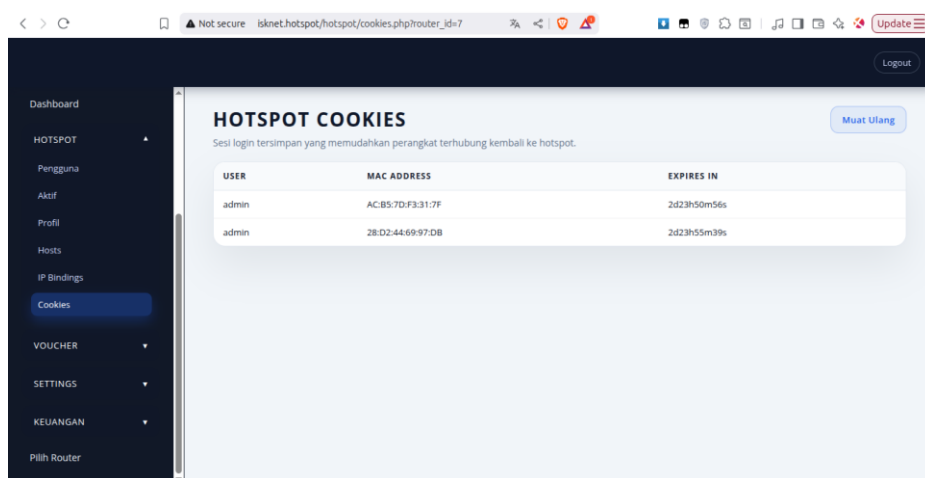 Not secure isknet.hotspot/hotspot/cookies.php?router_id=7
Update
Logout
Dashboard
HOTSPOT
Pengguna
Aktif
Profil
Hosts
IP Bindings
Cookies
VOUCHER
SETTINGS
KEUANGAN
Pilih Router
HOTSPOT COOKIES
Muat Ulang
Sesi login tersimpan yang memudahkan perangkat terhubung kembali ke hotspot.
USER MAC ADDRESS EXPIRES IN
admin AC:B5:7D:F3:31:7F 2d23h50m56s
admin 28:D2:44:69:97:DB 2d23h55m39s